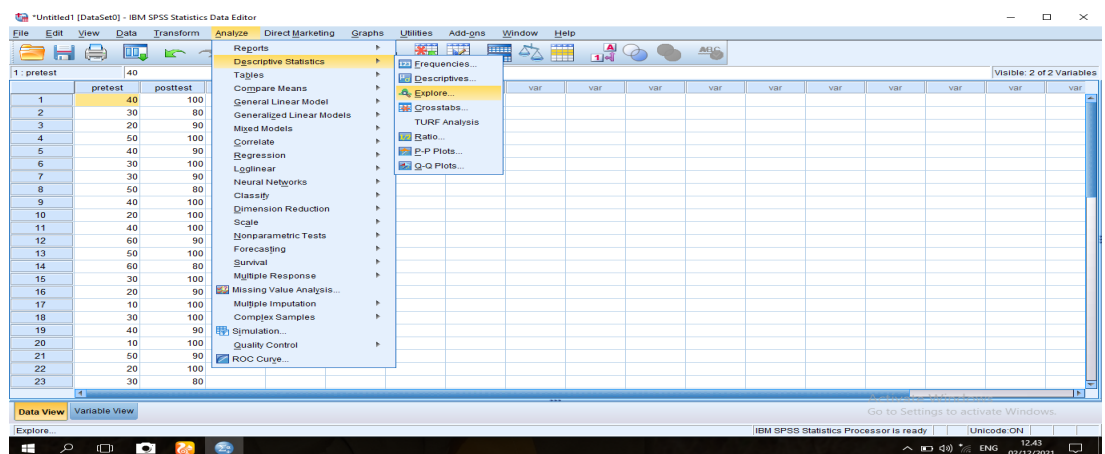 *Untitled1 [DataSet0] - IBM SPSS Statistics Data Editor
File Edit View Data Transform Analyze Direct Marketing Graphs Utilities Add-ons Window Help
1 : pretest 40 Visible: 2 of 2 Variables
pretest posttest var var var var var var var var var var
1 40 100
2 30 80
3 20 90
4 50 100
5 40 90
6 30 100
7 30 90
8 50 80
9 40 100
10 20 100
11 40 100
12 60 90
13 50 100
14 60 80
15 30 100
16 20 90
17 10 100
18 30 100
19 40 90
20 10 100
21 50 90
22 20 100
23 30 80
Reports
Descriptive Statistics
Tables
Compare Means
General Linear Model
Generalized Linear Models
Mixed Models
Correlate
Regression
Loglinear
Neural Networks
Classify
Dimension Reduction
Scale
Nonparametric Tests
Forecasting
Survival
Multiple Response
Missing Value Analysis...
Multiple Imputation
Complex Samples
Simulation...
Quality Control
ROC Curve...
Frequencies...
Descriptives...
Explore...
Crosstabs...
TURF Analysis
Ratio...
P-P Plots...
Q-Q Plots...
Data View Variable View
Go to Settings to activate Windows.
Explore... IBM SPSS Statistics Processor is ready Unicode:ON
ENG 12.43
02/12/2021